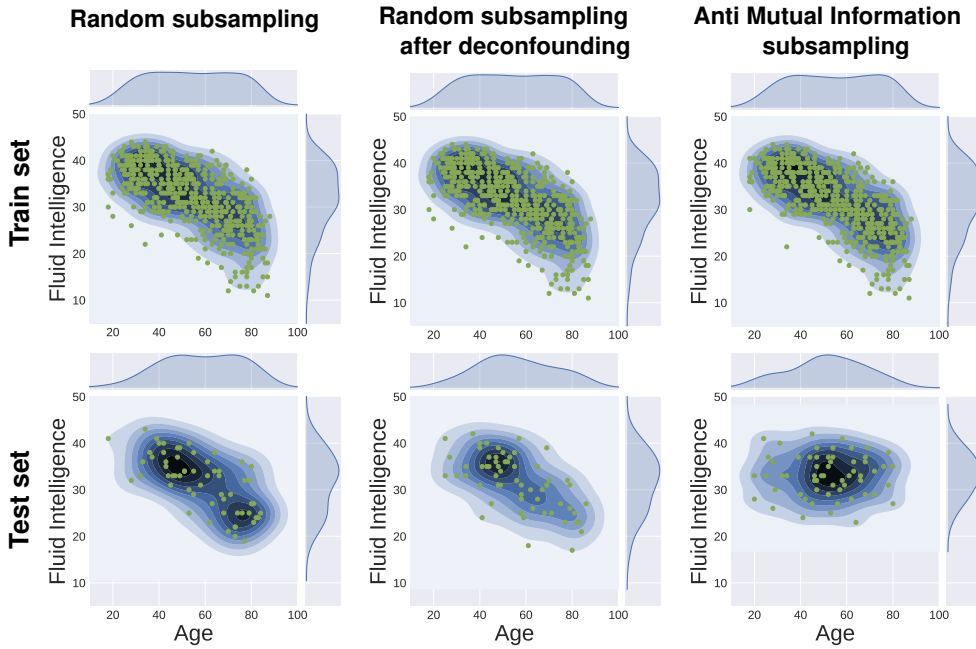 Random subsampling
Random subsampling
after deconfounding
Anti Mutual Information
subsampling
Train set
Fluid Intelligence
50
40
30
20
10
20 40 60 80 100
Fluid Intelligence
50
40
30
20
10
20 40 60 80 100
Fluid Intelligence
50
40
30
20
10
20 40 60 80 100
Test set
Fluid Intelligence
50
40
30
20
10
20 40 60 80 100
Age
Fluid Intelligence
50
40
30
20
10
20 40 60 80 100
Age
Fluid Intelligence
50
40
30
20
10
20 40 60 80 100
Age